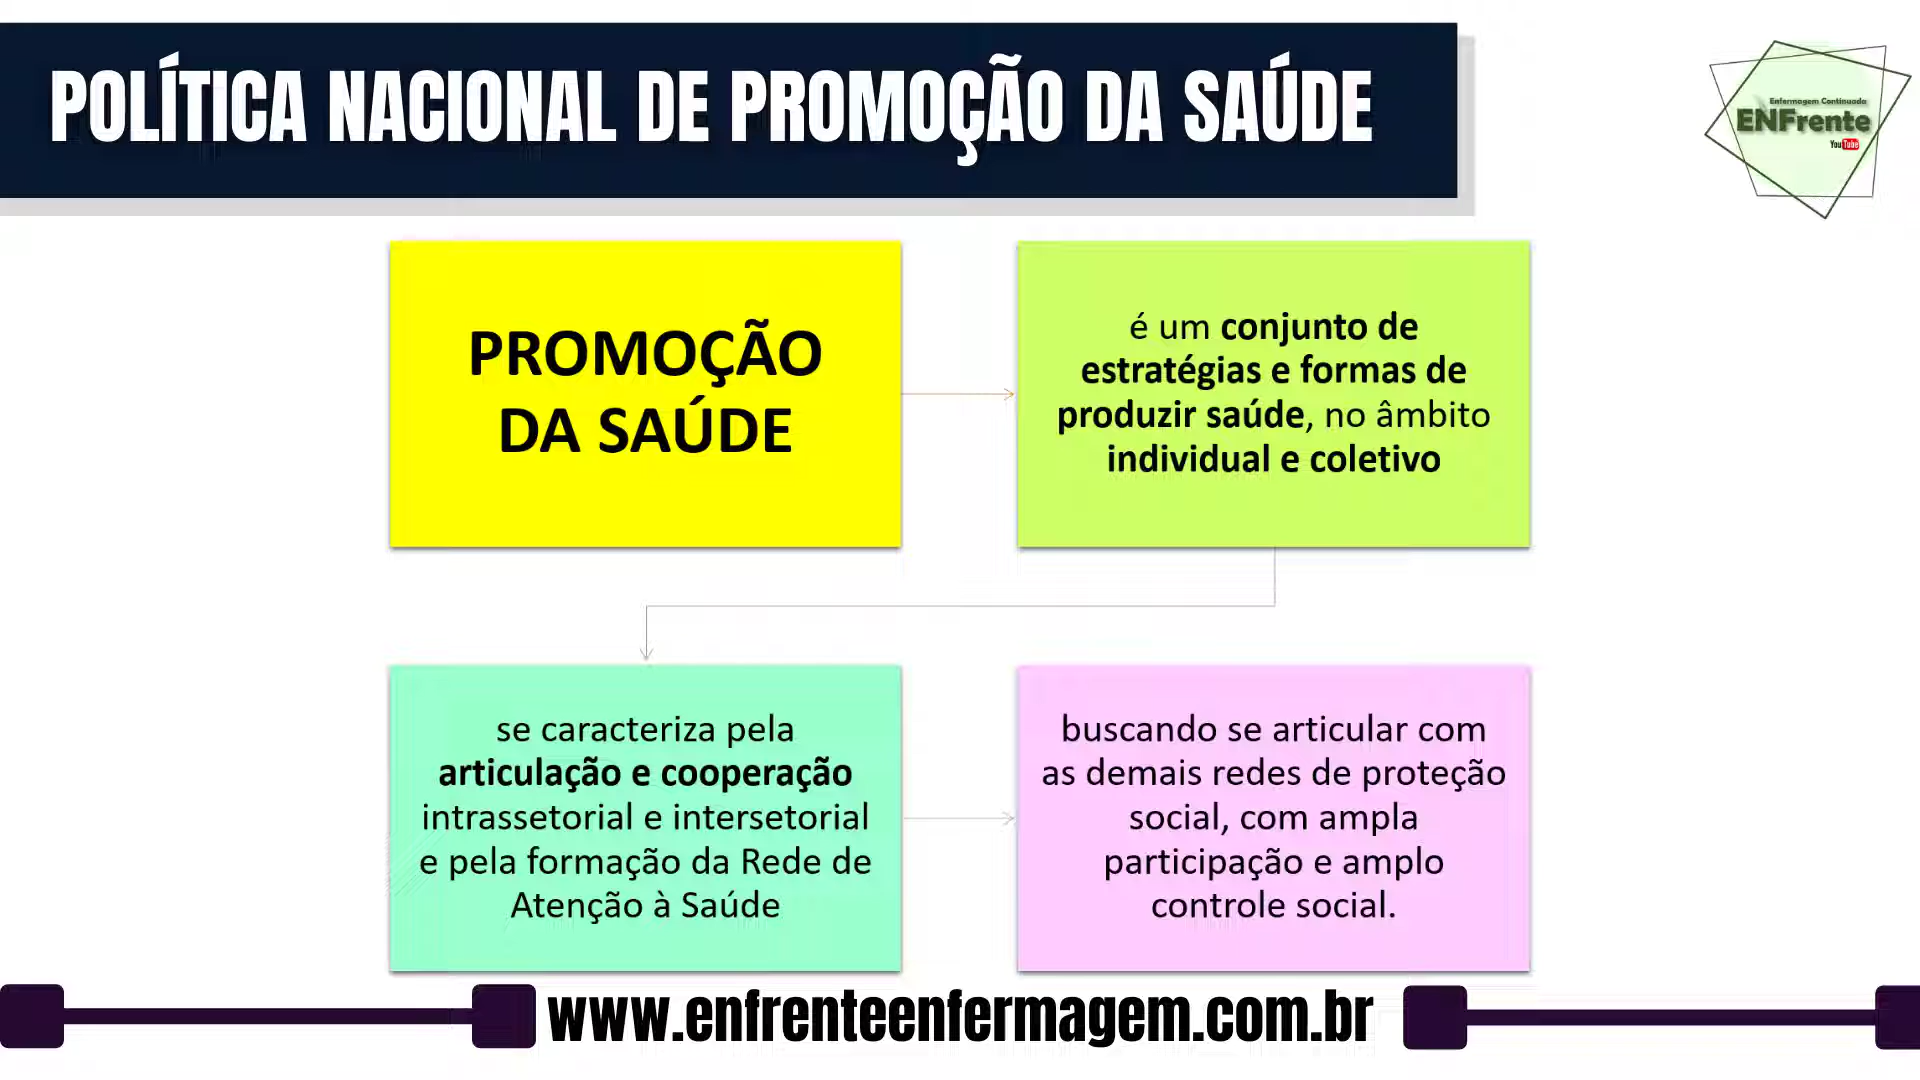 POLÍTICA NACIONAL DE PROMOÇÃO DA SAÚDE
Enfermagem Continuada
ENFrente
YouTube
PROMOÇÃO
DA SAÚDE
é um conjunto de
estratégias e formas de
produzir saúde, no âmbito
individual e coletivo
se caracteriza pela
articulação e cooperação
intrassetorial e intersetorial
e pela formação da Rede de
Atenção à Saúde
buscando se articular com
as demais redes de proteção
social, com ampla
participação e amplo
controle social.
www.enfrenteenfermagem.com.br